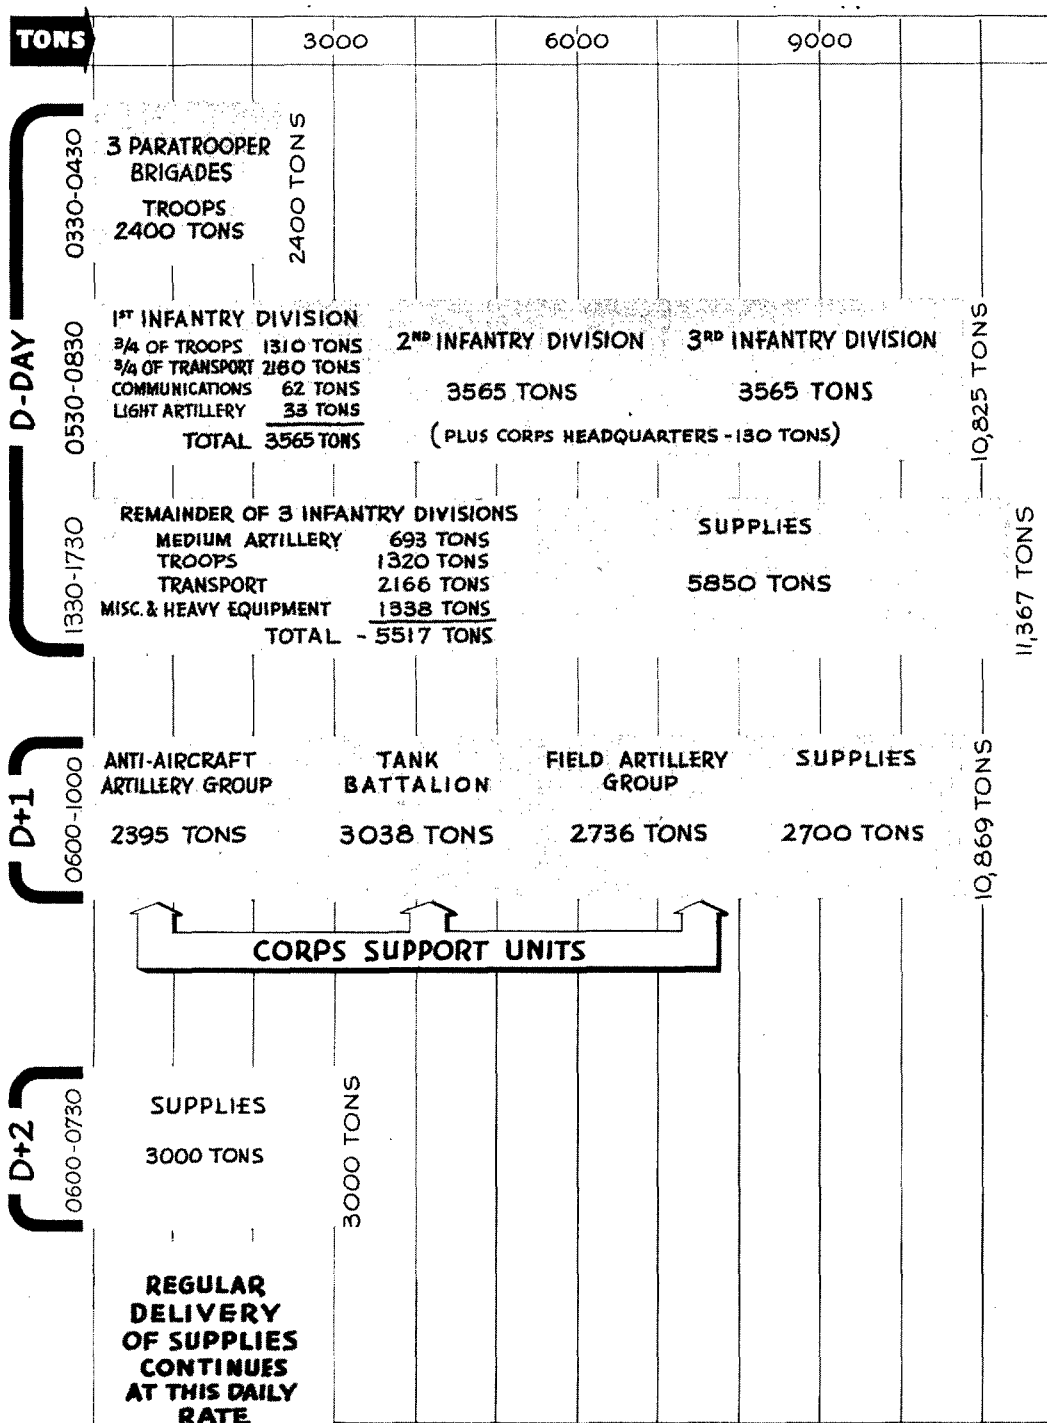 TONS 3000 6000 9000
D-DAY
0330-0430
3 PARATROOPER
BRIGADES
TROOPS
2400 TONS
2400 TONS
0530-0830
1ST INFANTRY DIVISION
3/4 OF TROOPS 1310 TONS
3/4 OF TRANSPORT 2160 TONS
COMMUNICATIONS 62 TONS
LIGHT ARTILLERY 33 TONS
TOTAL 3565 TONS
2ND INFANTRY DIVISION
3565 TONS
3RD INFANTRY DIVISION
3565 TONS
(PLUS CORPS HEADQUARTERS - 130 TONS)
10,825 TONS
1330-1730
REMAINDER OF 3 INFANTRY DIVISIONS
MEDIUM ARTILLERY 693 TONS
TROOPS 1320 TONS
TRANSPORT 2166 TONS
MISC. & HEAVY EQUIPMENT 1338 TONS
TOTAL - 5517 TONS
SUPPLIES
5850 TONS
11,367 TONS
D+1
0600-1000
ANTI-AIRCRAFT
ARTILLERY GROUP
2395 TONS
TANK
BATTALION
3038 TONS
FIELD ARTILLERY
GROUP
2736 TONS
SUPPLIES
2700 TONS
10,869 TONS
CORPS SUPPORT UNITS
D+2
0600-0730
SUPPLIES
3000 TONS
3000 TONS
REGULAR
DELIVERY
OF SUPPLIES
CONTINUES
AT THIS DAILY
RATE